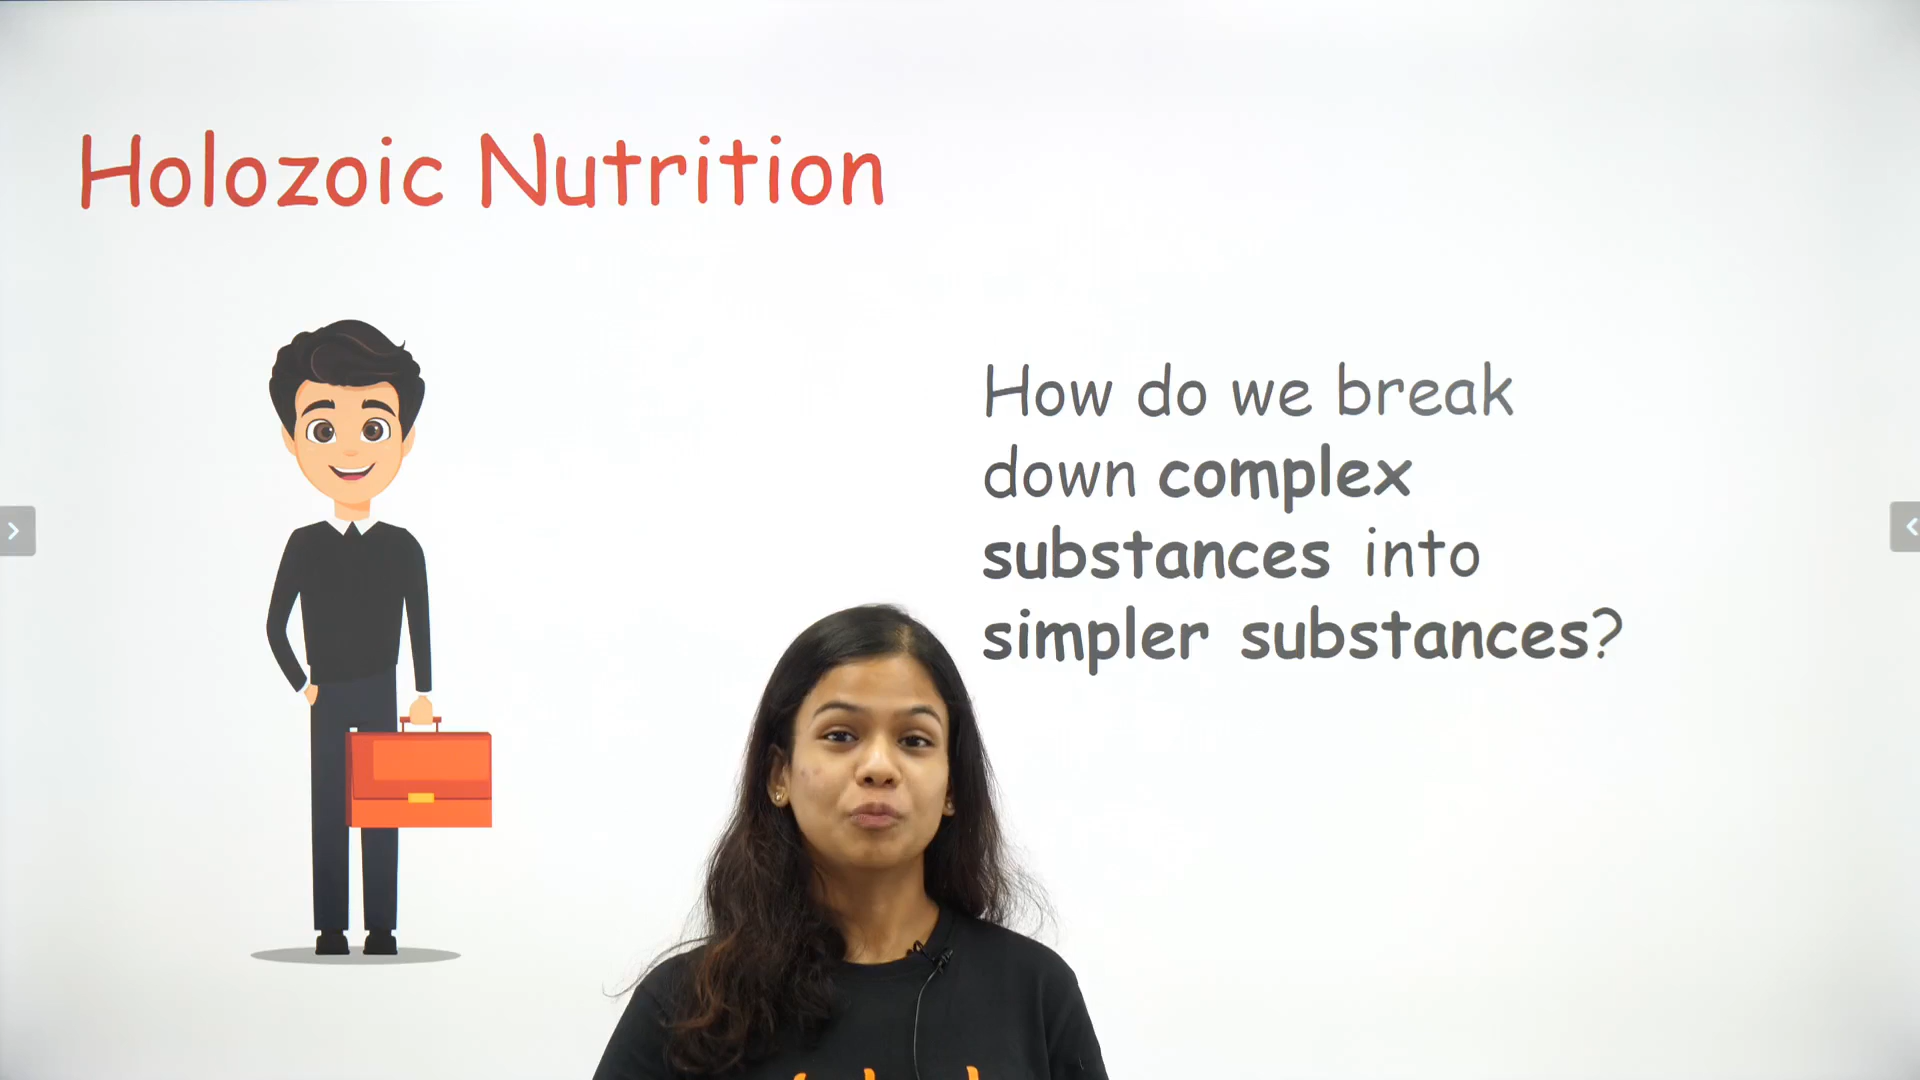 Holozoic Nutrition
How do we break
down complex
substances into
simpler substances?